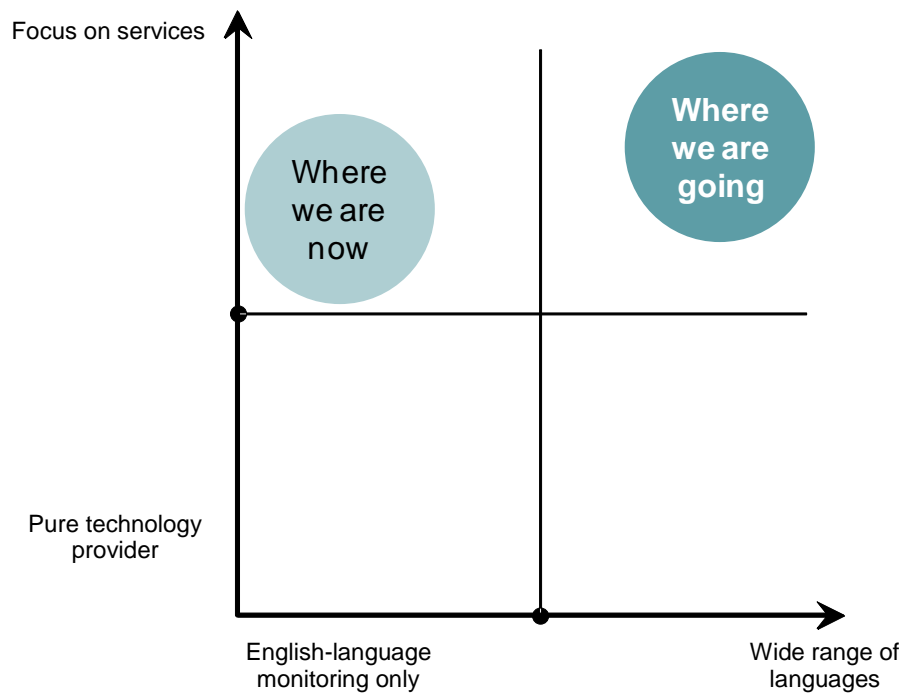 Focus on services
Where
we are
going
Where
we are
now
Pure technology
provider
English-language
monitoring only
Wide range of
languages